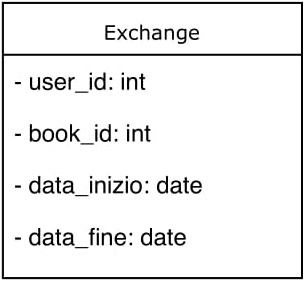 Exchange
- user_id: int
- book_id: int
- data_inizio: date
- data_fine: date